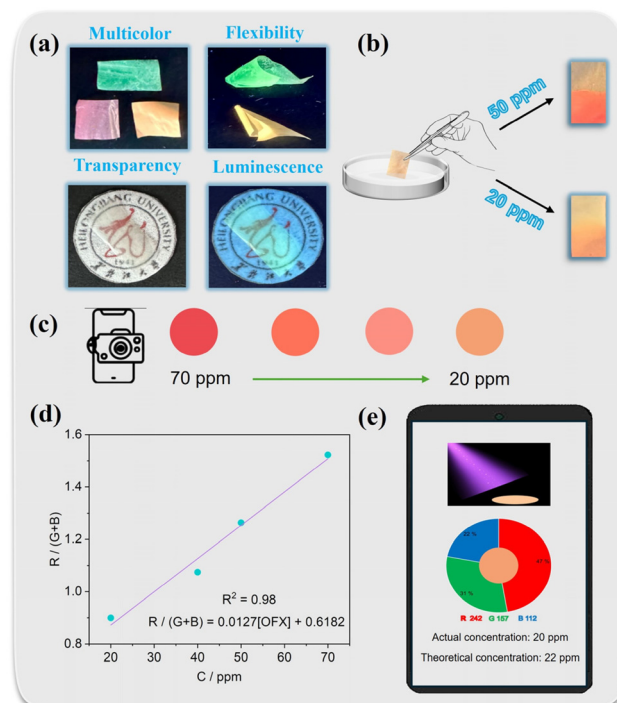 (a)
Multicolor
Flexibility
Transparency
Luminescence
HEILONGJIANG UNIVERSITY
1941
(b)
50 ppm
20 ppm
(c)
70 ppm
20 ppm
(d)
R / (G+B)
1.6
1.4
1.2
1.0
0.8
R² = 0.98
R / (G+B) = 0.0127[OFX] + 0.6182
20 30 40 50 60 70
C / ppm
(e)
22 %
47 %
31 %
R 242 G 157 B 112
Actual concentration: 20 ppm
Theoretical concentration: 22 ppm